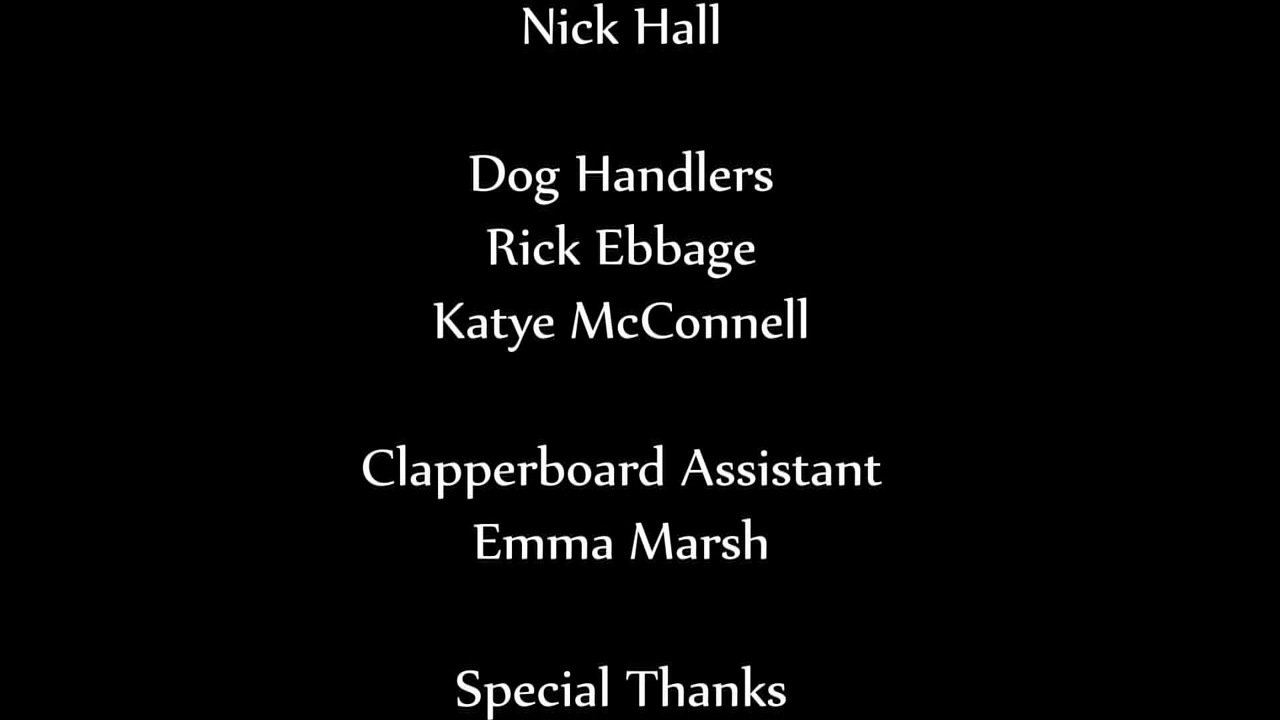 Nick Hall
Dog Handlers
Rick Ebbage
Katye McConnell
Clapperboard Assistant
Emma Marsh
Special Thanks